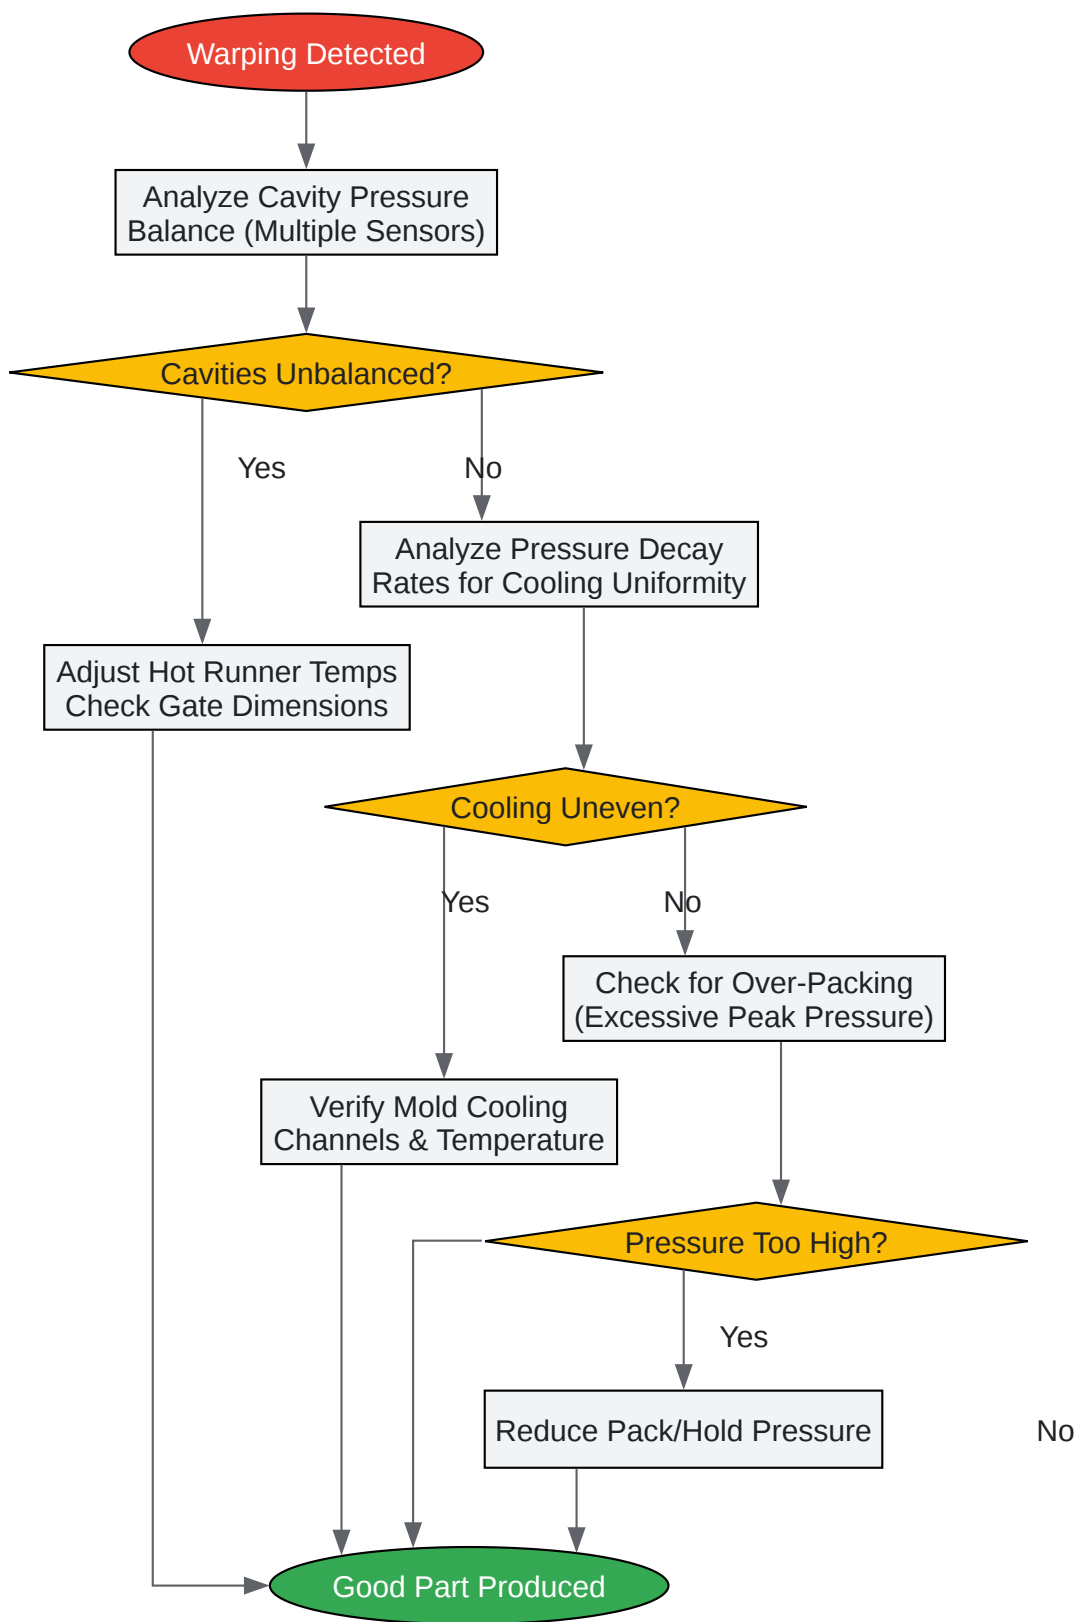 Warping Detected
Analyze Cavity Pressure
Balance (Multiple Sensors)
Cavities Unbalanced?
Yes
No
Analyze Pressure Decay
Rates for Cooling Uniformity
Adjust Hot Runner Temps
Check Gate Dimensions
Cooling Uneven?
Yes
No
Check for Over-Packing
(Excessive Peak Pressure)
Verify Mold Cooling
Channels & Temperature
Pressure Too High?
Yes
Reduce Pack/Hold Pressure
No
Good Part Produced